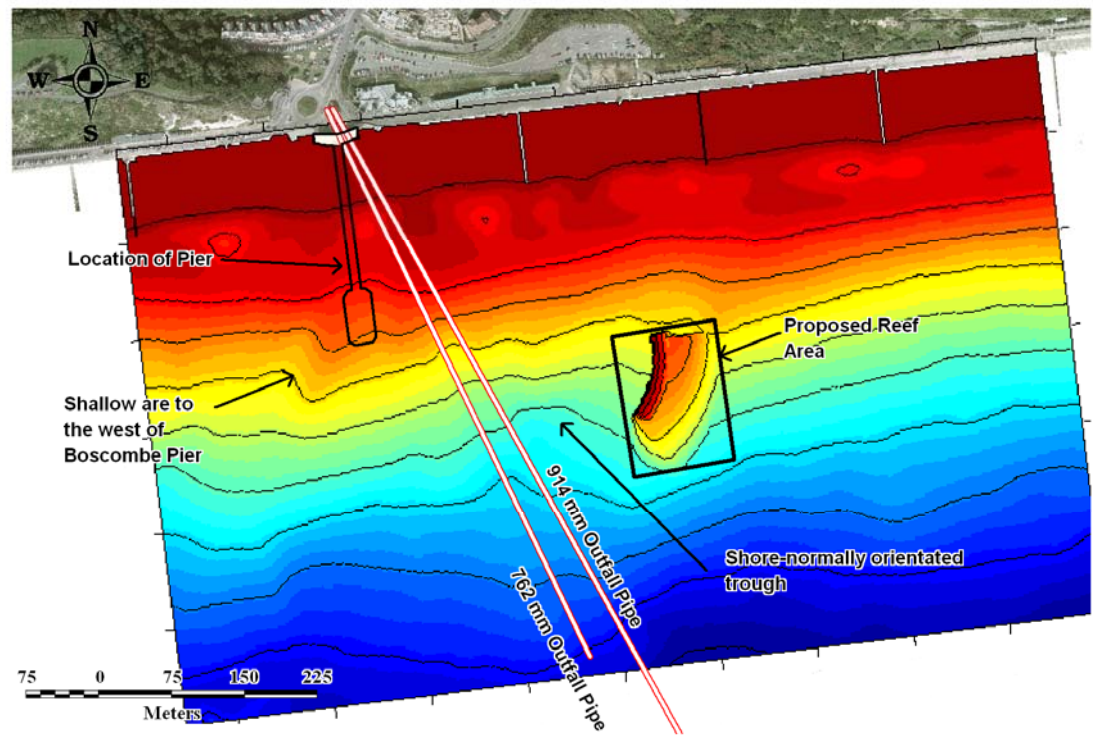 N
W E
S
Location of Pier
Proposed Reef
Area
Shallow are to
the west of
Boscombe Pier
914 mm Outfall Pipe
762 mm Outfall Pipe
Shore-normally orientated
trough
75 0 75 150 225
Meters